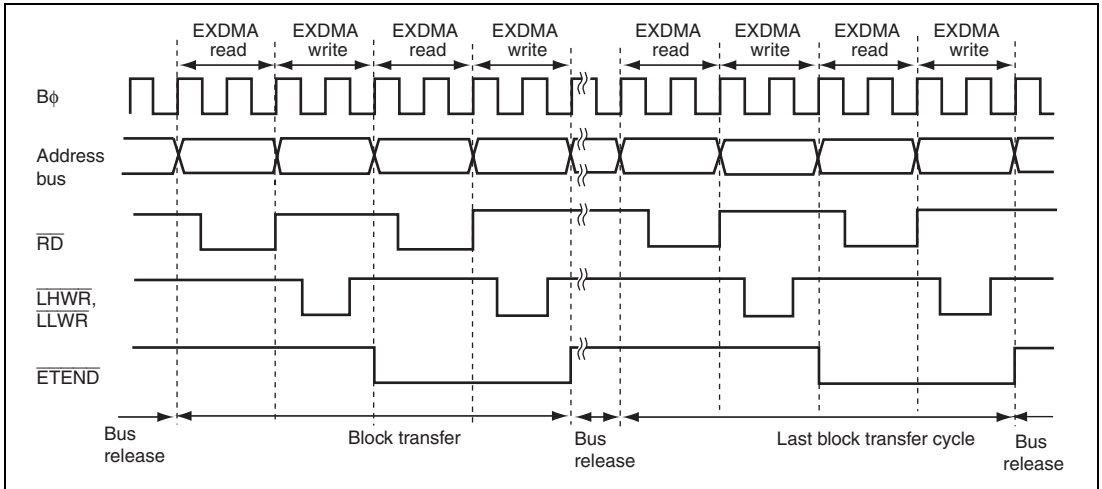 EXDMA EXDMA EXDMA EXDMA EXDMA EXDMA EXDMA EXDMA
read write read write read write read write
Bϕ
Address
bus
RD
LHWR,
LLWR
ETEND
Bus
release
Block transfer
Bus
release
Last block transfer cycle
Bus
release